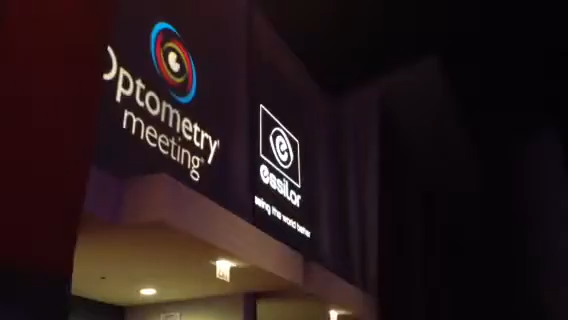 Optometry
meeting
essilor
seeing the world better